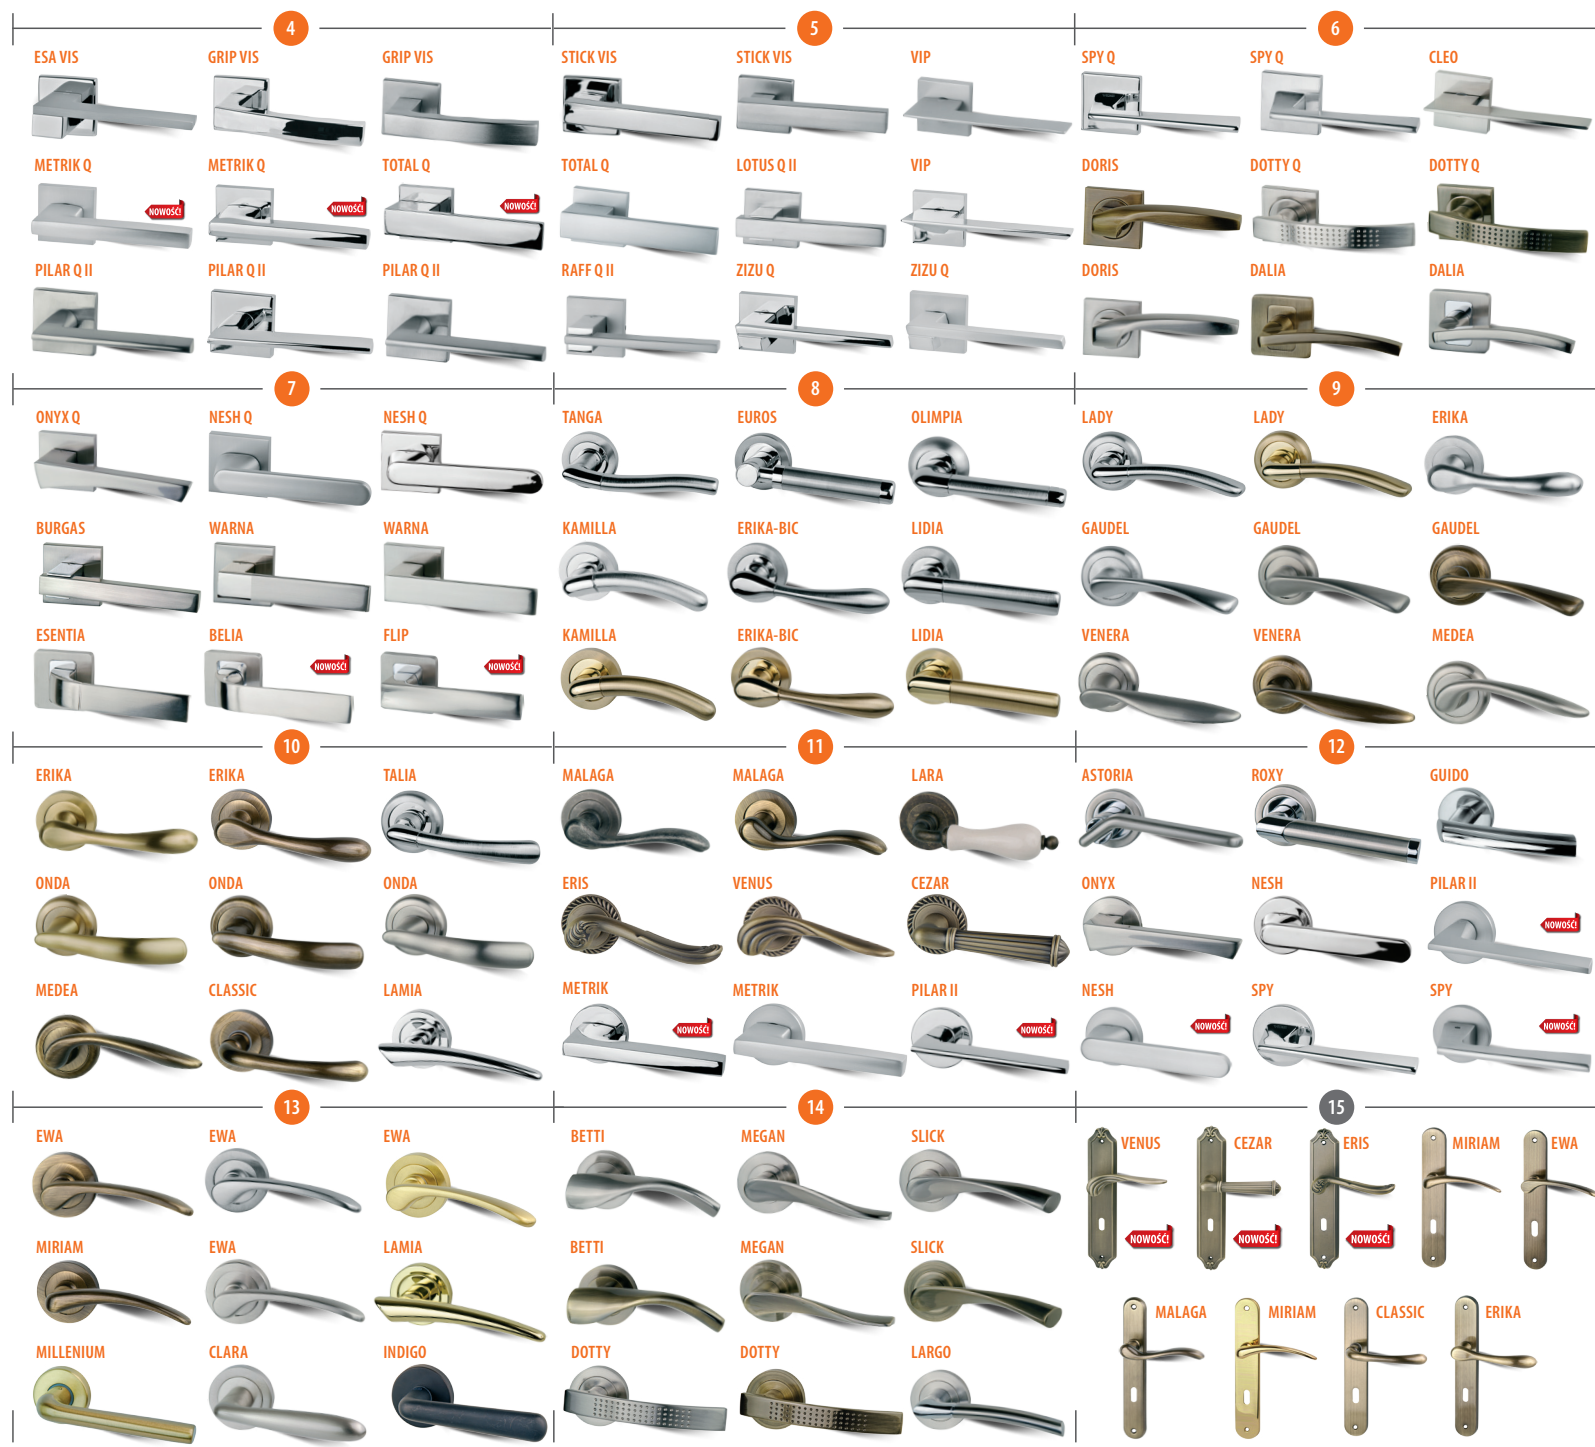 4
ESA VIS GRIP VIS GRIP VIS
METRIK Q METRIK Q TOTAL Q
NOWOŚĆ! NOWOŚĆ! NOWOŚĆ!
PILAR Q II PILAR Q II PILAR Q II
5
STICK VIS STICK VIS VIP
TOTAL Q LOTUS Q II VIP
RAFF Q II ZIZU Q ZIZU Q
6
SPY Q SPY Q CLEO
DORIS DOTTY Q DOTTY Q
DORIS DALIA DALIA
7
ONYX Q NESH Q NESH Q
BURGAS WARNA WARNA
ESENTIA BELIA FLIP
NOWOŚĆ! NOWOŚĆ!
8
TANGA EUROS OLIMPIA
KAMILLA ERIKA-BIC LIDIA
KAMILLA ERIKA-BIC LIDIA
9
LADY LADY ERIKA
GAUDEL GAUDEL GAUDEL
VENERA VENERA MEDEA
10
ERIKA ERIKA TALIA
ONDA ONDA ONDA
MEDEA CLASSIC LAMIA
11
MALAGA MALAGA LARA
ERIS VENUS CEZAR
METRIK METRIK PILAR II
NOWOŚĆ! NOWOŚĆ!
12
ASTORIA ROXY GUIDO
ONYX NESH PILAR II
NOWOŚĆ!
NESH SPY SPY
NOWOŚĆ! NOWOŚĆ!
13
EWA EWA EWA
MIRIAM EWA LAMIA
MILLENIUM CLARA INDIGO
14
BETTI MEGAN SLICK
BETTI MEGAN SLICK
DOTTY DOTTY LARGO
15
VENUS CEZAR ERIS MIRIAM EWA
NOWOŚĆ! NOWOŚĆ! NOWOŚĆ!
MALAGA MIRIAM CLASSIC ERIKA